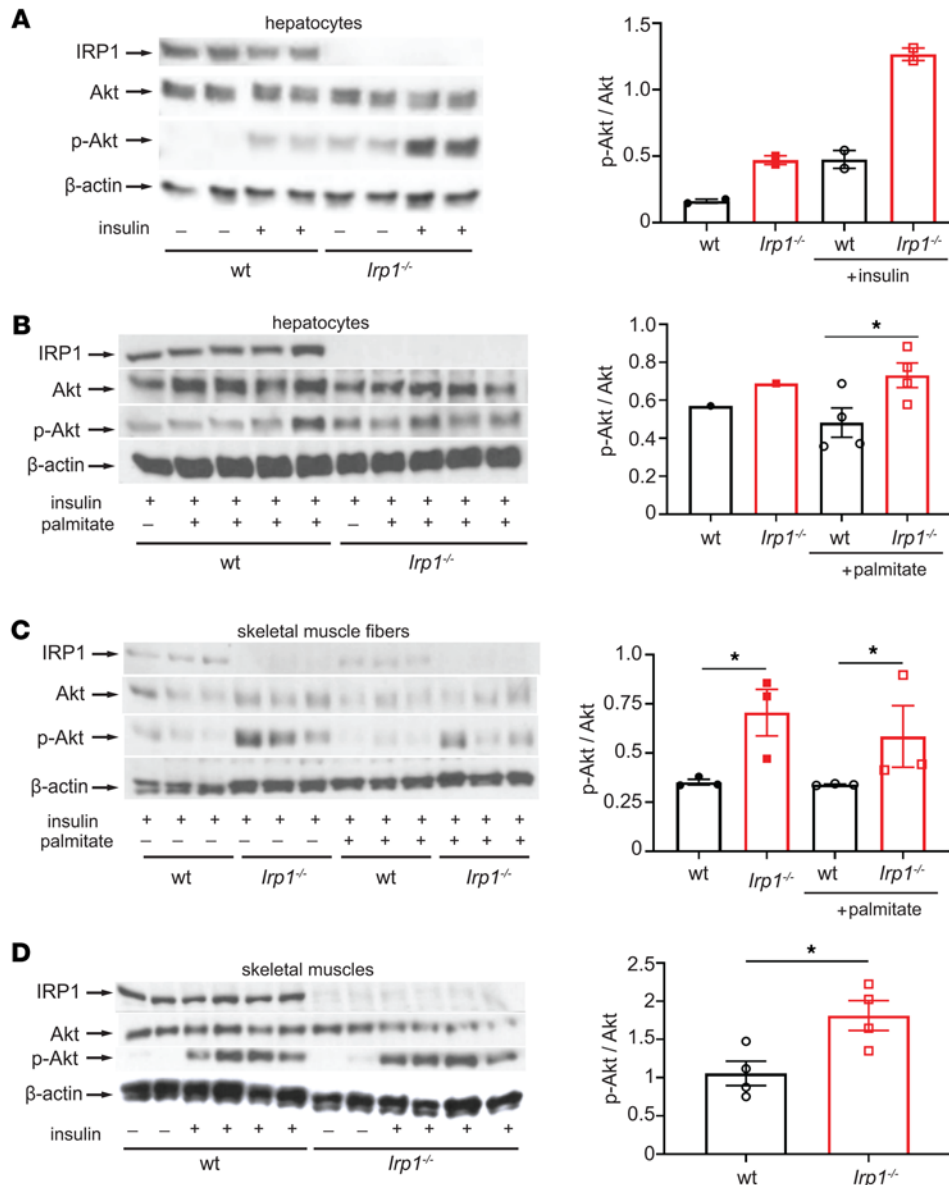 A
hepatocytes
IRP1
Akt
p-Akt
β-actin
insulin
– – + + – – + +
wt Irp1-/-
p-Akt / Akt
1.5
1.0
0.5
0
wt Irp1-/- wt Irp1-/-
+insulin
B
hepatocytes
IRP1
Akt
p-Akt
β-actin
insulin + + + + + + + + + +
palmitate – + + + + – + + + +
wt Irp1-/-
p-Akt / Akt
1.0
0.8
0.6
0.4
0.2
0
*
wt Irp1-/- wt Irp1-/-
+palmitate
C
skeletal muscle fibers
IRP1
Akt
p-Akt
β-actin
insulin + + + + + + + + + + + +
palmitate – – – – – – + + + + + +
wt Irp1-/- wt Irp1-/-
p-Akt / Akt
1.0
0.75
0.5
0.25
0
* *
wt Irp1-/- wt Irp1-/-
+palmitate
D
skeletal muscles
IRP1
Akt
p-Akt
β-actin
insulin – – + + + + – – + + + +
wt Irp1-/-
p-Akt / Akt
2.5
2
1.5
1
0.5
0
*
wt Irp1-/-